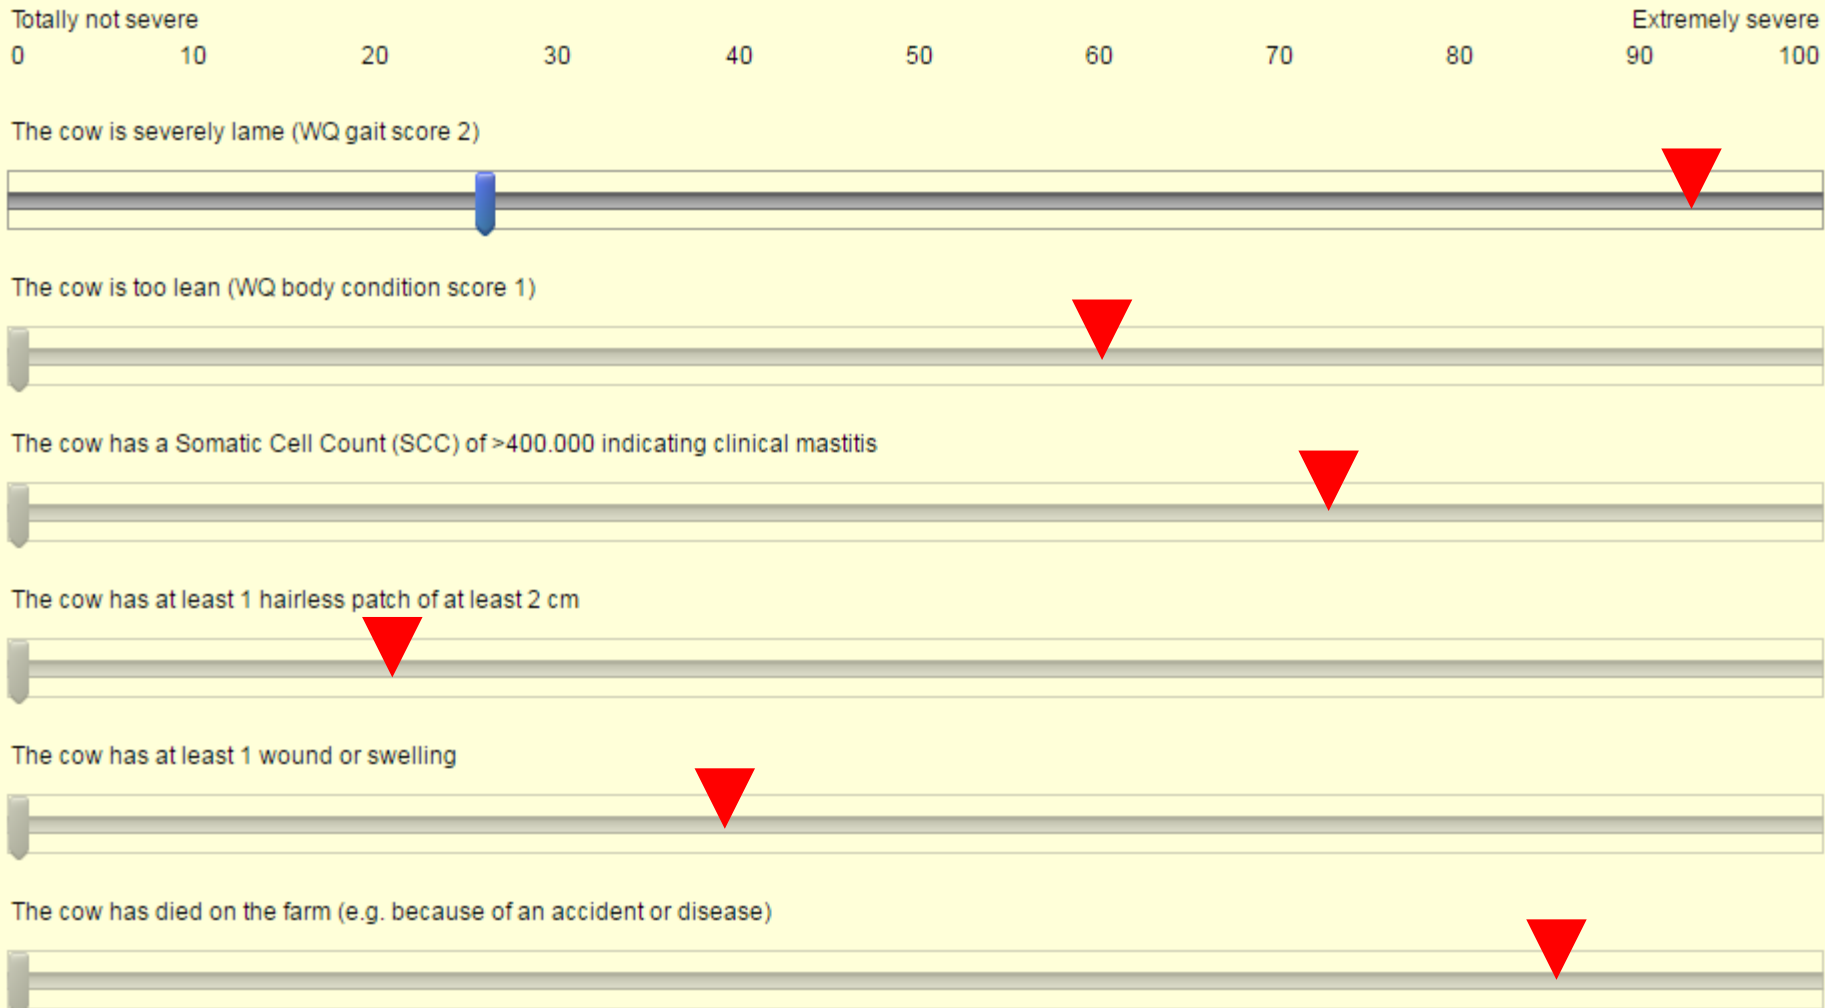 Totally not severe Extremely severe
0 10 20 30 40 50 60 70 80 90 100
The cow is severely lame (WQ gait score 2)
The cow is too lean (WQ body condition score 1)
The cow has a Somatic Cell Count (SCC) of >400.000 indicating clinical mastitis
The cow has at least 1 hairless patch of at least 2 cm
The cow has at least 1 wound or swelling
The cow has died on the farm (e.g. because of an accident or disease)